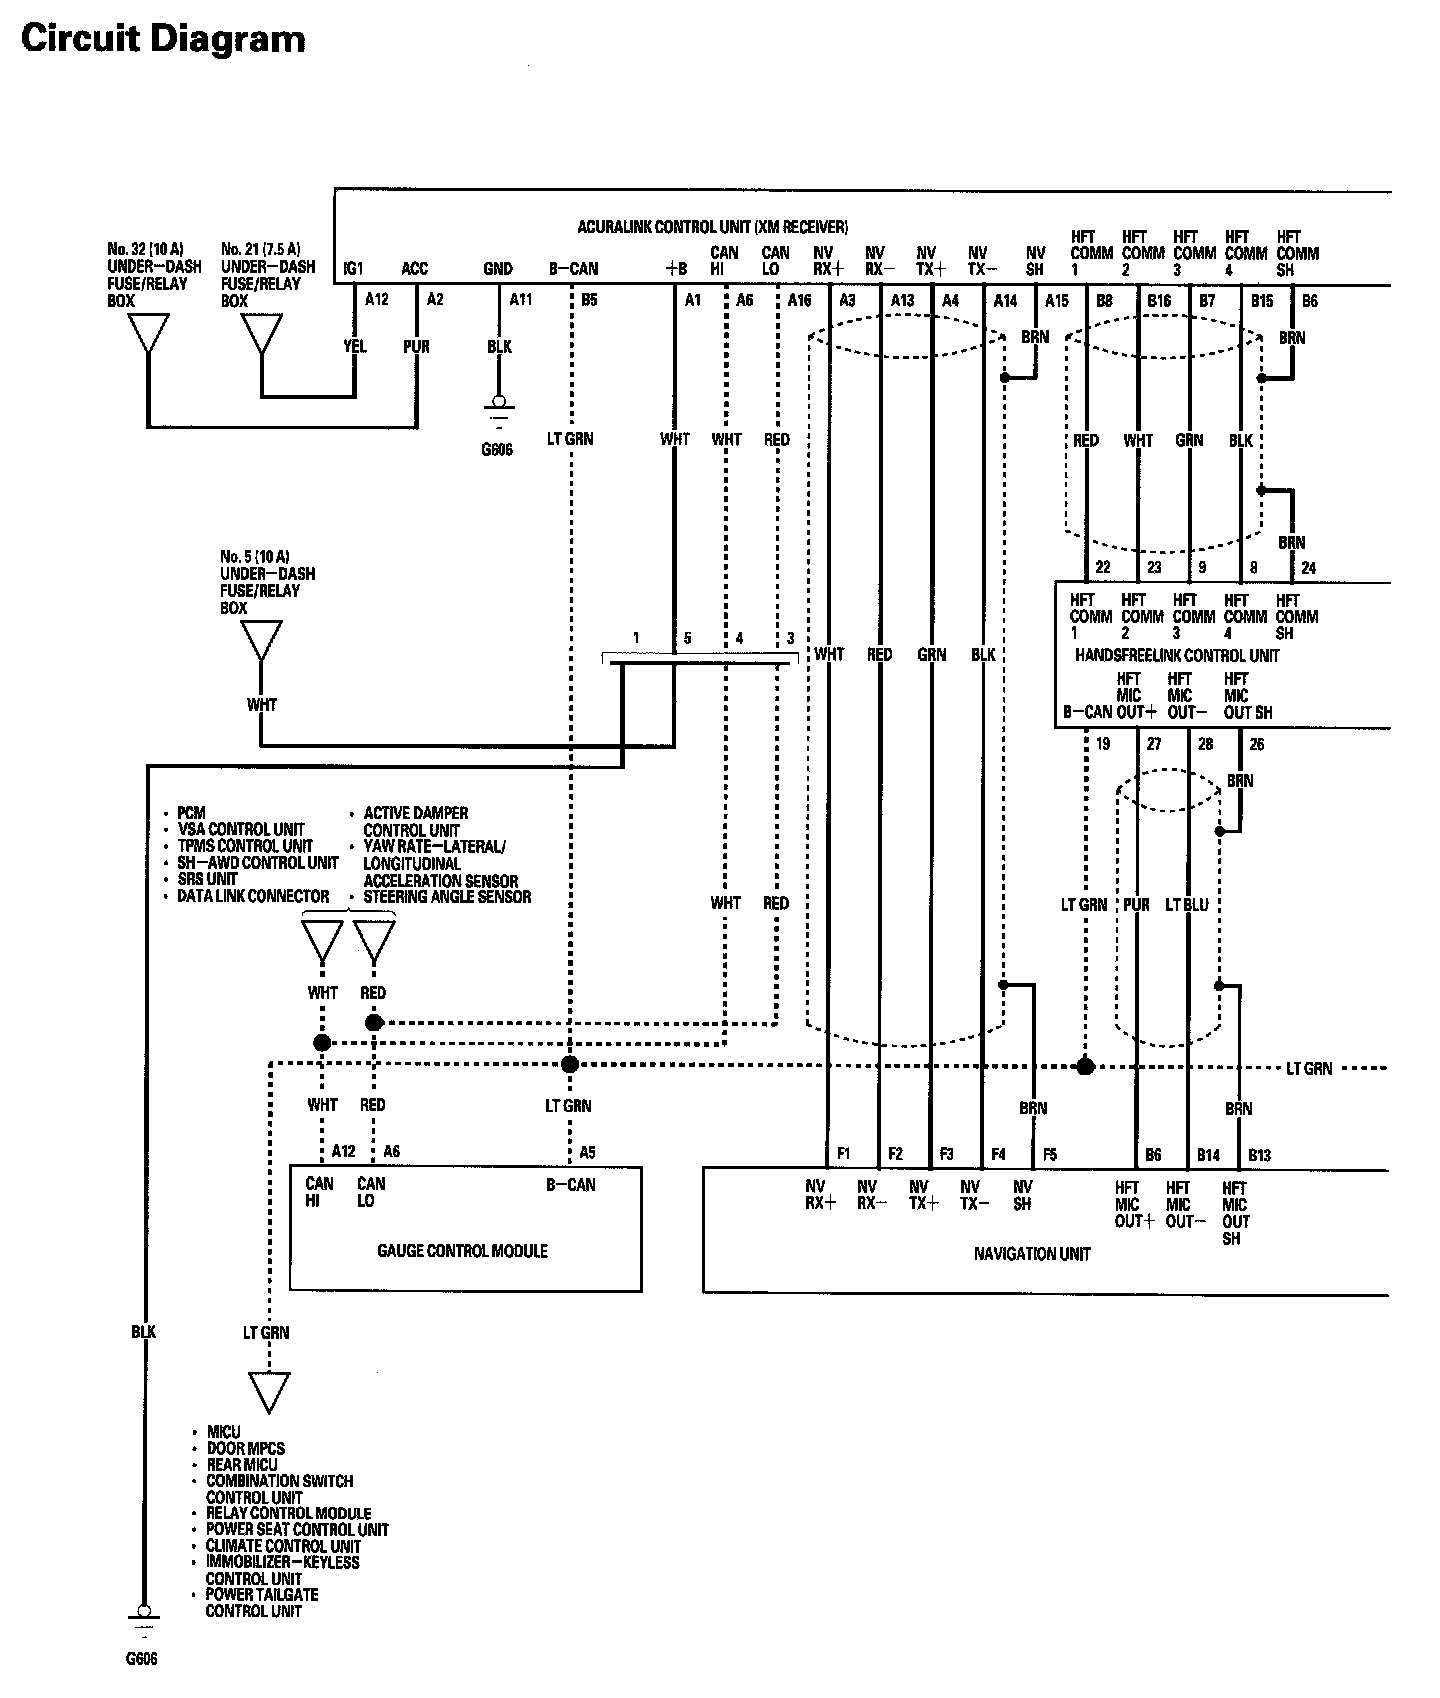 Circuit Diagram
ACURALINK CONTROL UNIT (XM RECEIVER)
No. 32 (10 A)
UNDER-DASH
FUSE/RELAY
BOX
No. 21 (7.5 A)
UNDER-DASH
FUSE/RELAY
BOX
IG1
ACC
GND
B-CAN
+B
CAN
HI
CAN
LO
NV
RX+
NV
RX-
NV
TX+
NV
TX-
NV
SH
HFT
COMM
1
HFT
COMM
2
HFT
COMM
3
HFT
COMM
4
HFT
COMM
SH
A12
A2
A11
B5
A1
A6
A16
A3
A13
A4
A14
A15
B8
B16
B7
B15
B6
YEL
PUR
BLK
BRN
BRN
G606
LT GRN
WHT
WHT
RED
RED
WHT
GRN
BLK
BRN
22
23
9
8
24
No. 5 (10 A)
UNDER-DASH
FUSE/RELAY
BOX
HFT
COMM
1
HFT
COMM
2
HFT
COMM
3
HFT
COMM
4
HFT
COMM
SH
1
5
4
3
WHT
RED
GRN
BLK
HANDSFREELINK CONTROL UNIT
B-CAN
HFT
MIC
OUT+
HFT
MIC
OUT-
HFT
MIC
OUT SH
WHT
19
27
28
26
BRN
• PCM
• VSA CONTROL UNIT
• TPMS CONTROL UNIT
• SH-AWD CONTROL UNIT
• SRS UNIT
• DATA LINK CONNECTOR
• ACTIVE DAMPER
CONTROL UNIT
• YAW RATE-LATERAL/
LONGITUDINAL
ACCELERATION SENSOR
• STEERING ANGLE SENSOR
WHT
RED
LT GRN
PUR
LT BLU
WHT
RED
LT GRN
WHT
RED
LT GRN
BRN
BRN
A12
A6
A5
F1
F2
F3
F4
F5
B6
B14
B13
CAN
HI
CAN
LO
B-CAN
GAUGE CONTROL MODULE
NV
RX+
NV
RX-
NV
TX+
NV
TX-
NV
SH
HFT
MIC
OUT+
HFT
MIC
OUT-
HFT
MIC
OUT
SH
NAVIGATION UNIT
BLK
LT GRN
• MICU
• DOOR MPCS
• REAR MICU
• COMBINATION SWITCH
CONTROL UNIT
• RELAY CONTROL MODULE
• POWER SEAT CONTROL UNIT
• CLIMATE CONTROL UNIT
• IMMOBILIZER-KEYLESS
CONTROL UNIT
• POWER TAILGATE
CONTROL UNIT
G606